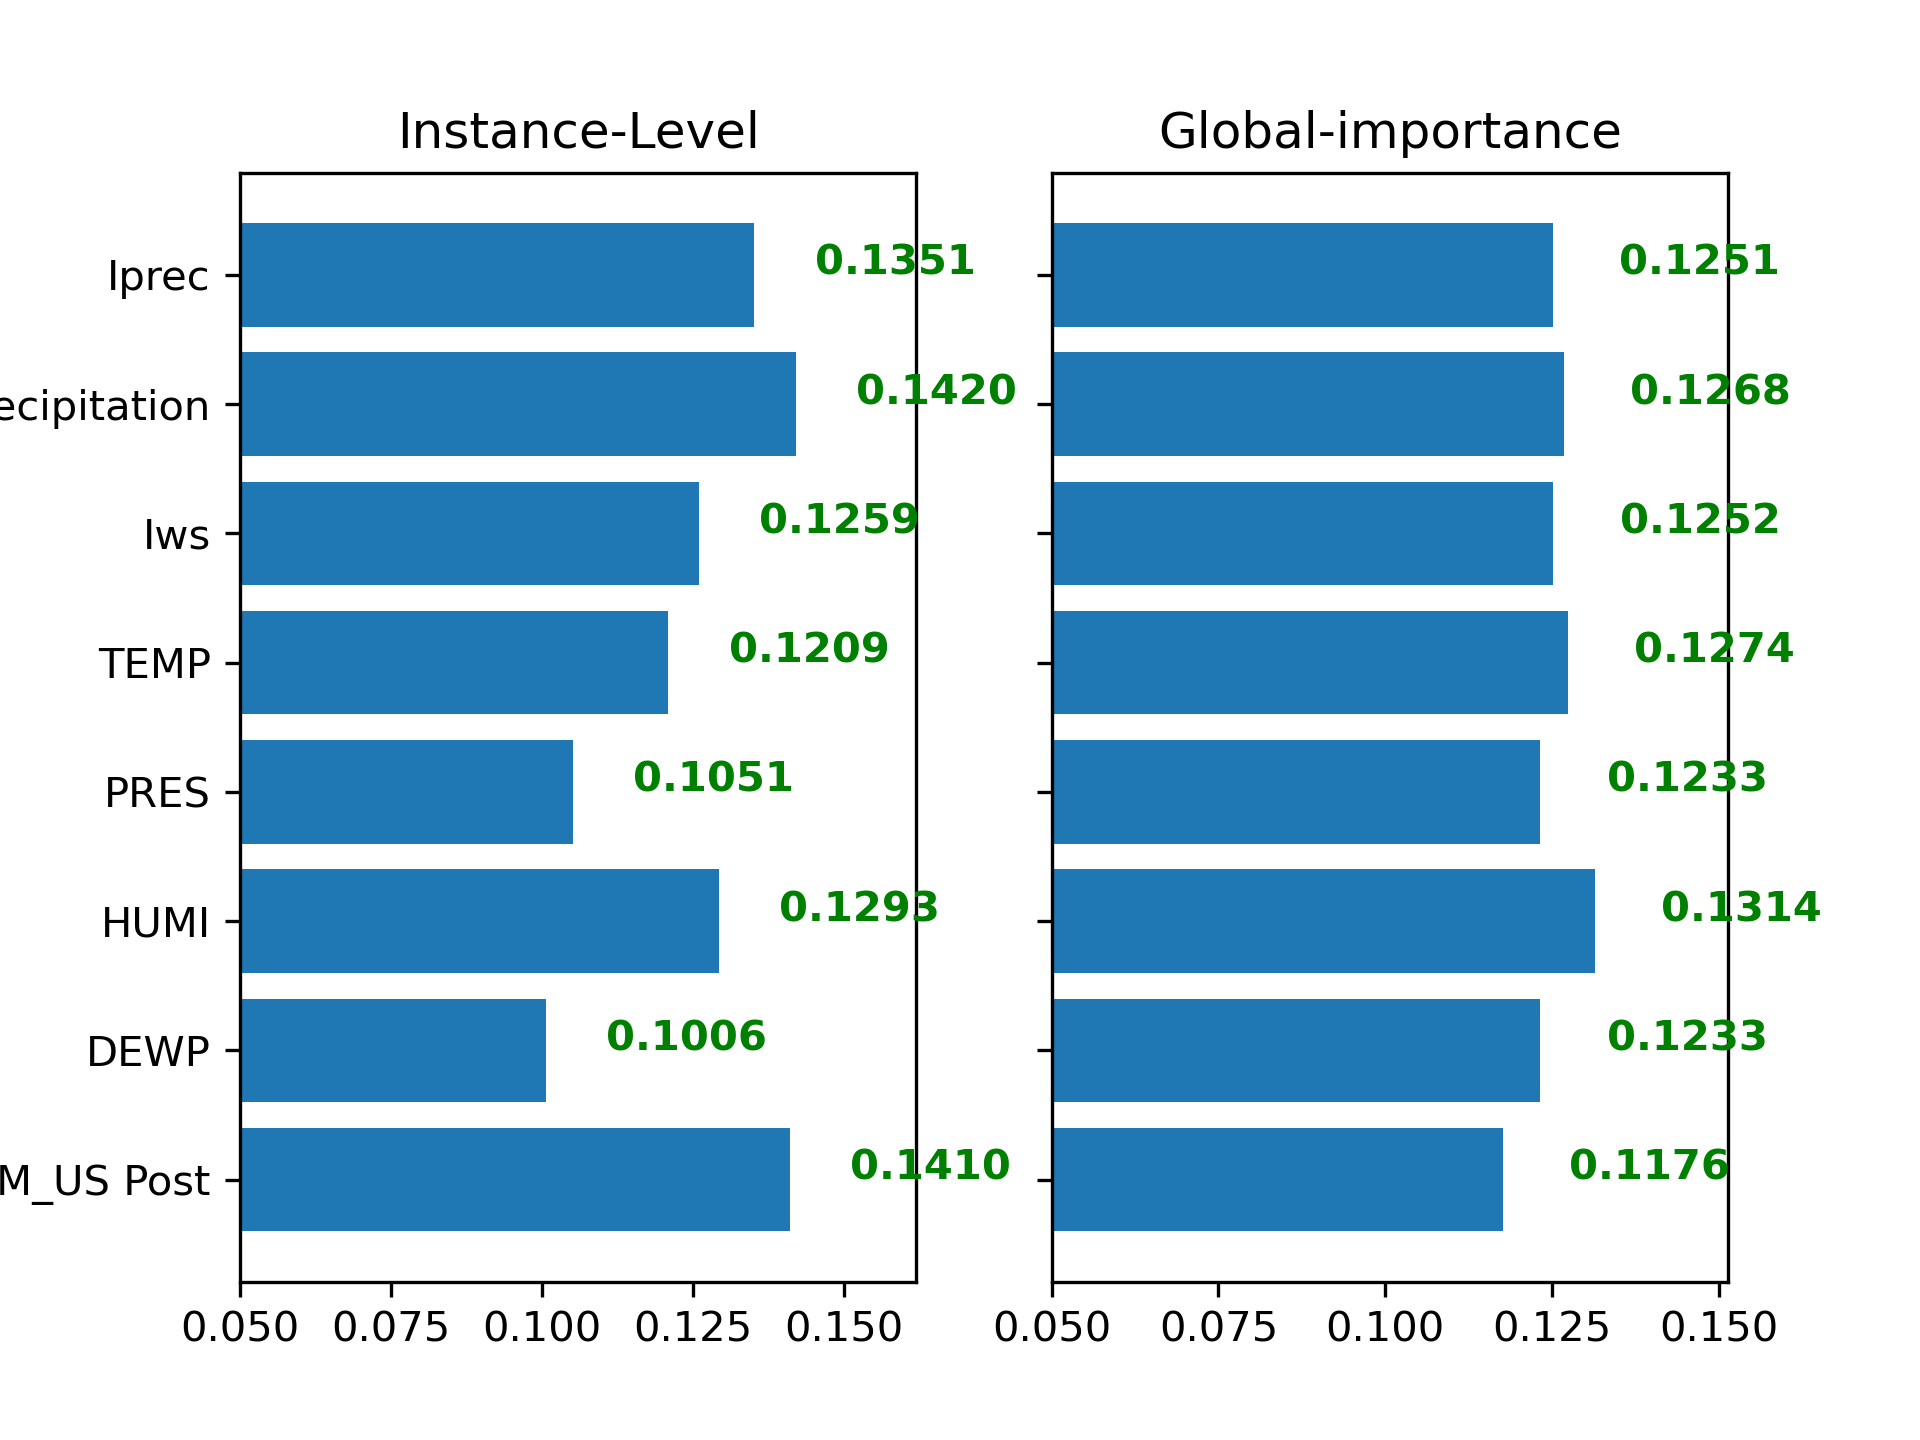 Instance-Level Global-importance
Iprec 0.1351 0.1251
ecipitation 0.1420 0.1268
Iws 0.1259 0.1252
TEMP 0.1209 0.1274
PRES 0.1051 0.1233
HUMI 0.1293 0.1314
DEWP 0.1006 0.1233
M_US Post 0.1410 0.1176
0.050 0.075 0.100 0.125 0.150 0.050 0.075 0.100 0.125 0.150